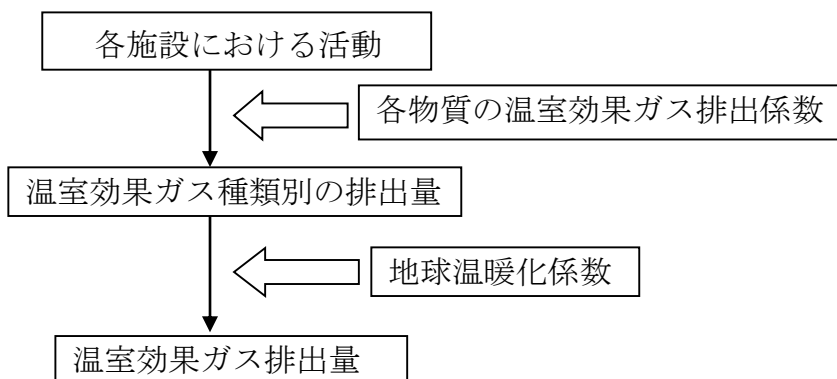 各施設における活動
各物質の温室効果ガス排出係数
温室効果ガス種類別の排出量
地球温暖化係数
温室効果ガス排出量